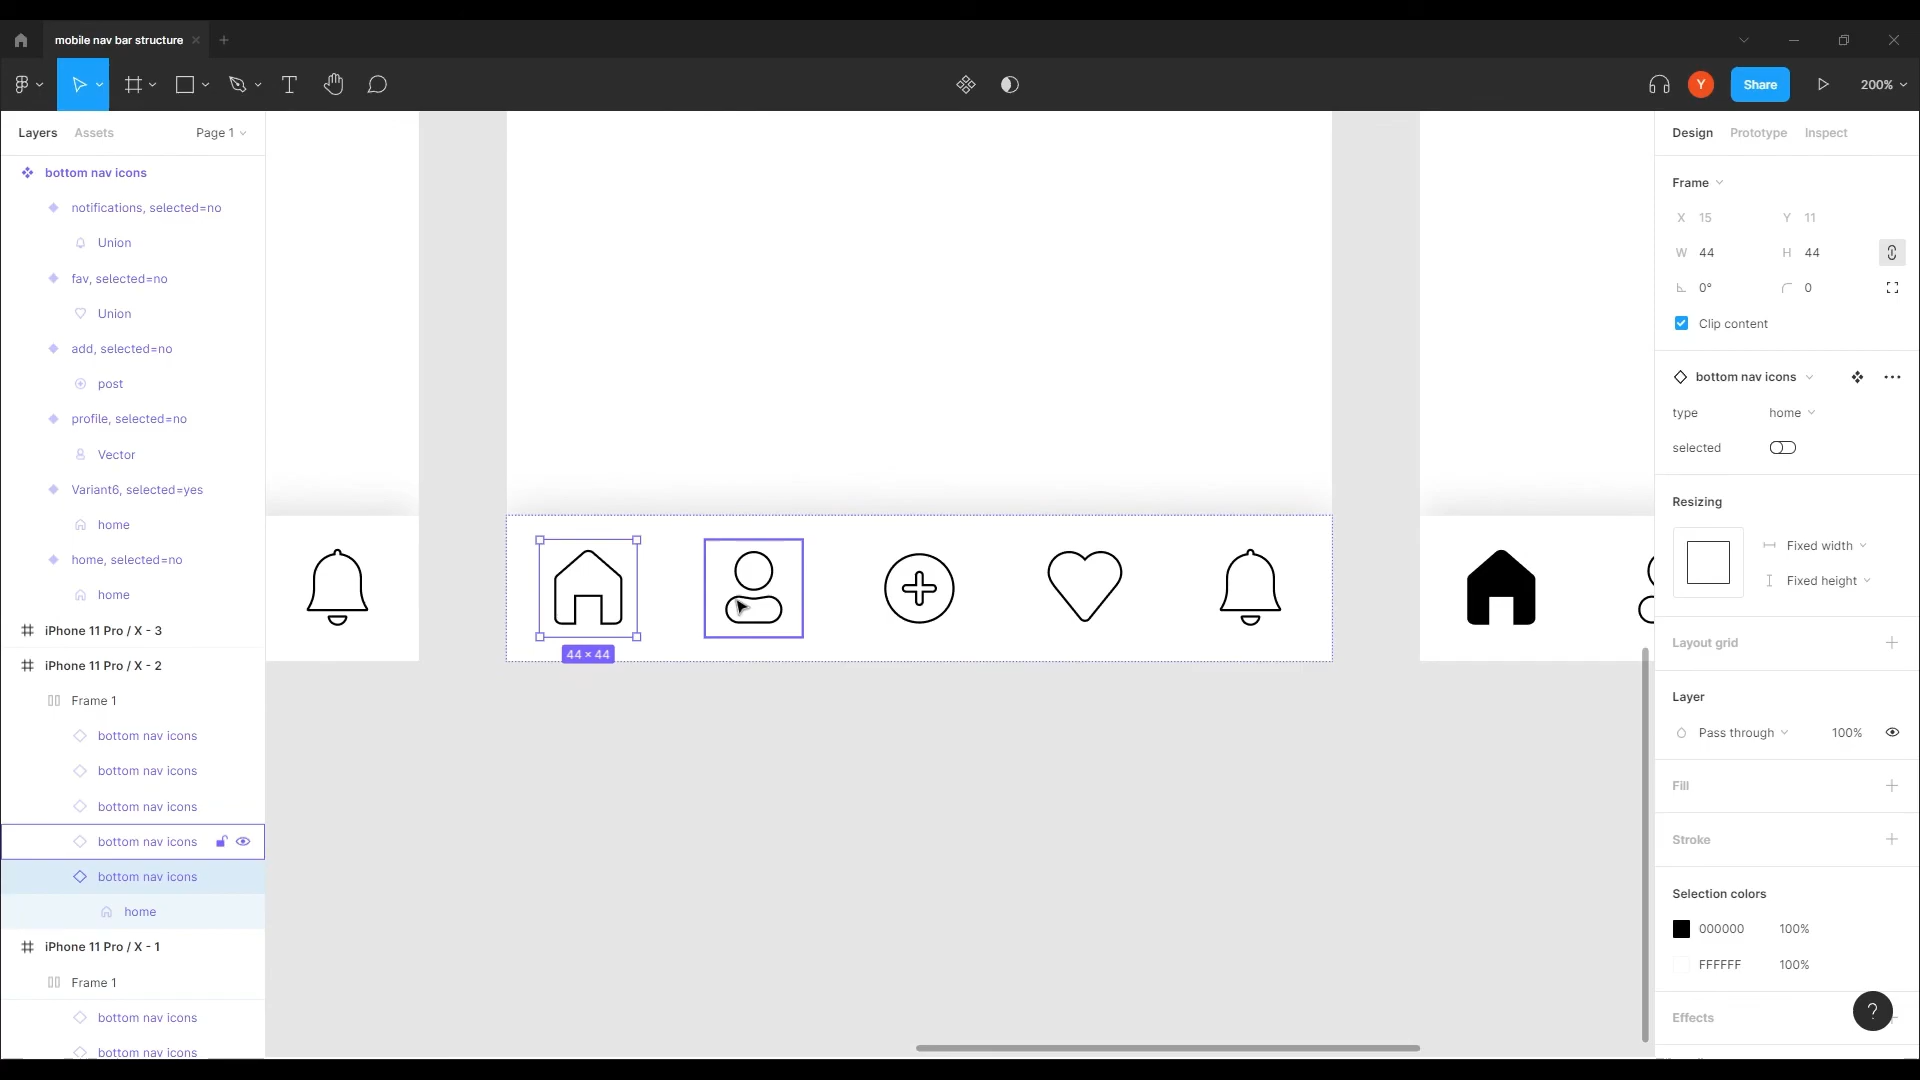 mobile nav bar structure
Share
200%
Y
Layers
Assets
Page 1
bottom nav icons
notifications, selected=no
Union
fav, selected=no
Union
add, selected=no
post
profile, selected=no
Vector
Variant6, selected=yes
home
home, selected=no
home
iPhone 11 Pro / X - 3
iPhone 11 Pro / X - 2
Frame 1
bottom nav icons
bottom nav icons
bottom nav icons
bottom nav icons
bottom nav icons
home
iPhone 11 Pro / X - 1
Frame 1
bottom nav icons
bottom nav icons
44 × 44
Design
Prototype
Inspect
Frame
X 15
Y 11
W 44
H 44
0°
0
Clip content
bottom nav icons
type
home
selected
Resizing
Fixed width
Fixed height
Layout grid
Layer
Pass through
100%
Fill
Stroke
Selection colors
000000
100%
FFFFFF
100%
Effects
?